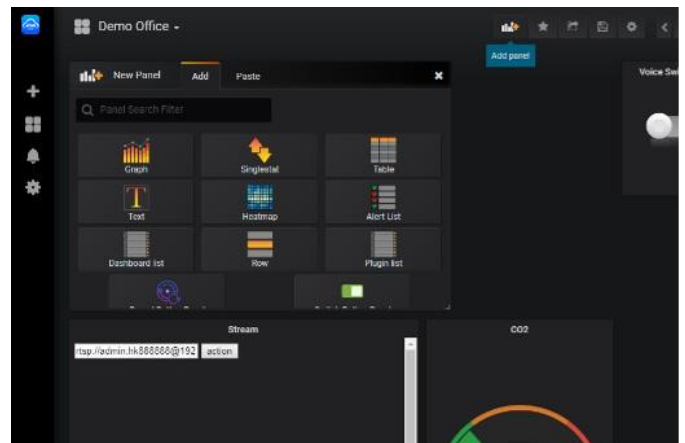 Demo Office
Add panel
New Panel Add Paste
Voice Swi
Panel Search Filter
Graph Singlestat Table
Text Heatmap Alert List
Dashboard list Row Plugin list
Stream CO2
rtsp://admin.hk888888@192 action